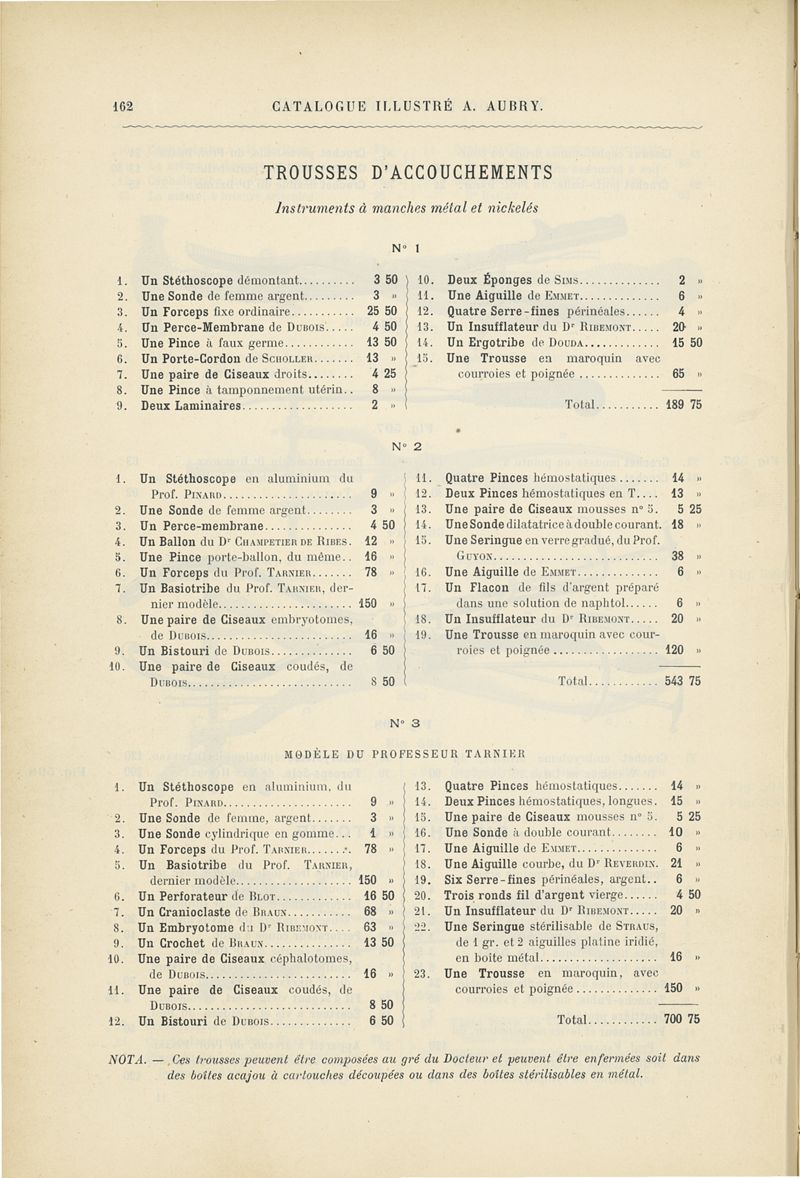 162 CATALOGUE ILLUSTRÉ A. AUBRY.
TROUSSES D'ACCOUCHEMENTS
Instruments à manches métal et nickelés
N° 1
1. Un Stéthoscope démontant.......... 3 50
2. Une Sonde de femme argent......... 3 »
3. Un Forceps fixe ordinaire........... 25 50
4. Un Perce-Membrane de DUBOIS..... 4 50
5. Une Pince à faux germe............ 13 50
6. Un Porte-Cordon de SCHOLLER....... 13 »
7. Une paire de Ciseaux droits........ 4 25
8. Une Pince à tamponnement utérin.. 8 »
9. Deux Laminaires................... 2 »
10. Deux Éponges de SIMS.............. 2 »
11. Une Aiguille de EMMET.............. 6 »
12. Quatre Serre-fines périnéales...... 4 »
13. Un Insufflateur du Dr RIBEMONT..... 20 »
14. Un Ergotribe de DOUDA............. 15 50
15. Une Trousse en maroquin avec
courroies et poignée .............. 65 »
Total........... 189 75
N° 2
1. Un Stéthoscope en aluminium du
Prof. PINARD...................... 9 »
2. Une Sonde de femme argent........ 3 »
3. Un Perce-membrane............... 4 50
4. Un Ballon du Dr CHAMPETIER DE RIBES. 12 »
5. Une Pince porte-ballon, du même.. 16 »
6. Un Forceps du Prof. TARNIER....... 78 »
7. Un Basiotribe du Prof. TARNIER, der-
nier modèle....................... 150 »
8. Une paire de Ciseaux embryotomes,
de DUBOIS......................... 16 »
9. Un Bistouri de DUBOIS.............. 6 50
10. Une paire de Ciseaux coudés, de
DUBOIS............................ 8 50
11. Quatre Pinces hémostatiques ....... 14 »
12. Deux Pinces hémostatiques en T.... 13 »
13. Une paire de Ciseaux mousses n° 5. 5 25
14. Une Sonde dilatatrice à double courant. 18 »
15. Une Seringue en verre gradué, du Prof.
GUYON............................ 38 »
16. Une Aiguille de EMMET.............. 6 »
17. Un Flacon de fils d'argent préparé
dans une solution de naphtol...... 6 »
18. Un Insufflateur du Dr RIBEMONT..... 20 »
19. Une Trousse en maroquin avec cour-
roies et poignée .................. 120 »
Total............ 543 75
N° 3
MODÈLE DU PROFESSEUR TARNIER
1. Un Stéthoscope en aluminium, du
Prof. PINARD...................... 9 »
2. Une Sonde de femme, argent....... 3 »
3. Une Sonde cylindrique en gomme... 1 »
4. Un Forceps du Prof. TARNIER........ 78 »
5. Un Basiotribe du Prof. TARNIER,
dernier modèle.................... 150 »
6. Un Perforateur de BLOT............. 16 50
7. Un Cranioclaste de BRAUN........... 68 »
8. Un Embryotome du Dr RIBEMONT.... 63 »
9. Un Crochet de BRAUN............... 13 50
10. Une paire de Ciseaux céphalotomes,
de DUBOIS......................... 16 »
11. Une paire de Ciseaux coudés, de
DUBOIS............................ 8 50
12. Un Bistouri de DUBOIS.............. 6 50
13. Quatre Pinces hémostatiques....... 14 »
14. Deux Pinces hémostatiques, longues. 15 »
15. Une paire de Ciseaux mousses n° 5. 5 25
16. Une Sonde à double courant........ 10 »
17. Une Aiguille de EMMET.............. 6 »
18. Une Aiguille courbe, du Dr REVERDIN. 21 »
19. Six Serre-fines périnéales, argent.. 6 »
20. Trois ronds fil d'argent vierge...... 4 50
21. Un Insufflateur du Dr RIBEMONT..... 20 »
22. Une Seringue stérilisable de STRAUS,
de 1 gr. et 2 aiguilles platine iridié,
en boîte métal.................... 16 »
23. Une Trousse en maroquin, avec
courroies et poignée .............. 150 »
Total............ 700 75
NOTA. — Ces trousses peuvent être composées au gré du Docteur et peuvent être enfermées soit dans
des boîtes acajou à cartouches découpées ou dans des boîtes stérilisables en métal.